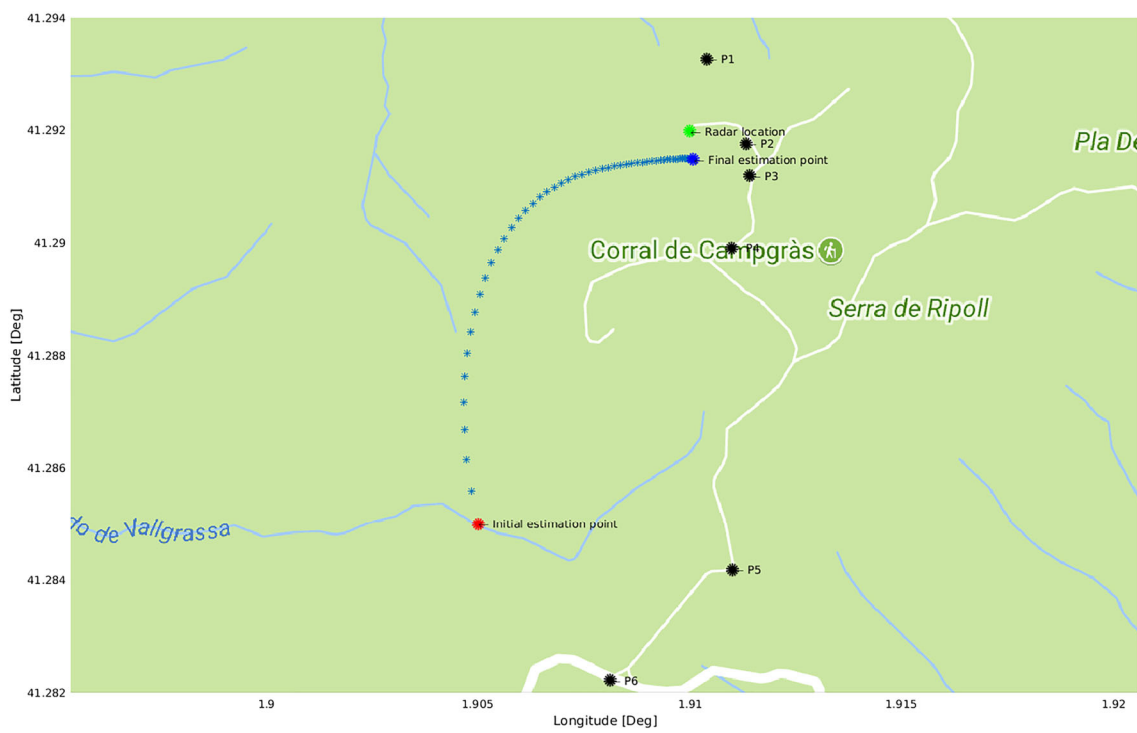 41.294
P1
41.292
Radar location
P2
Pla De
Final estimation point
P3
41.29
Corral de Campgràs
P4
Serra de Ripoll
41.288
Latitude [Deg]
41.286
do de Vallgrassa
Initial estimation point
41.284
P5
P6
41.282
1.9
1.905
1.91
1.915
1.92
Longitude [Deg]